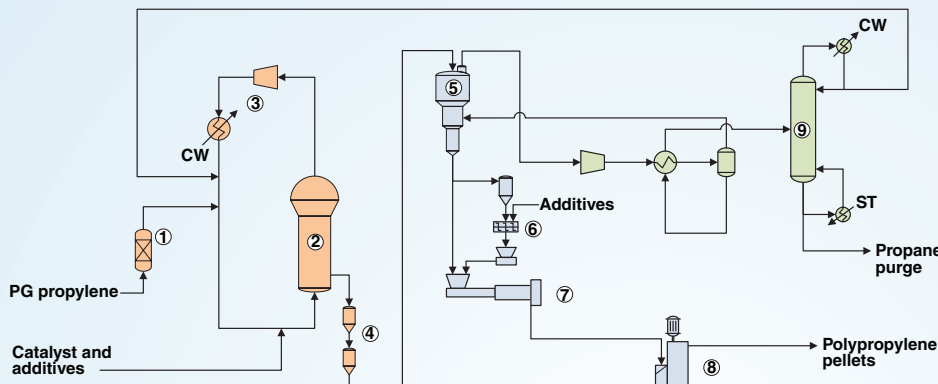 CW
5
3
9
CW
Additives
ST
1
2
6
Propane
purge
PG propylene
7
4
Catalyst and
additives
Polypropylene
pellets
8